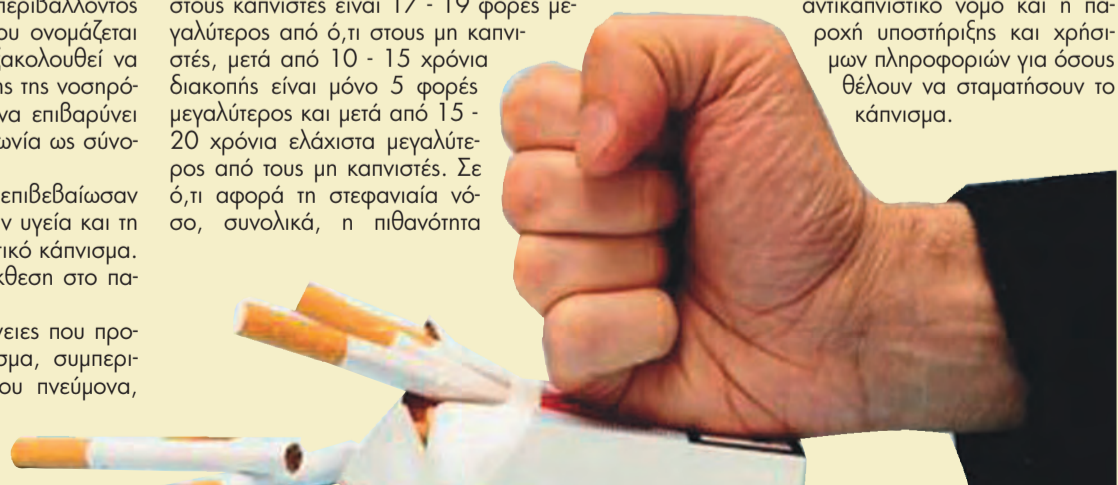 περιβάλλοντος
ου ονομάζεται
ξακολουθεί να
ης της νοσηρό-
να επιβαρύνει
ωνία ως σύνο-
επιβεβαίωσαν
ν υγεία και τη
τικό κάπνισμα.
κθεση στο πα-
γειες που προ-
σμα, συμπερι-
ου πνεύμονα,
στους καπνιστές είναι 17 - 19 φορές με-
γαλύτερος από ό,τι στους μη καπνι-
στές, μετά από 10 - 15 χρόνια
διακοπής είναι μόνο 5 φορές
μεγαλύτερος και μετά από 15 -
20 χρόνια ελάχιστα μεγαλύτε-
ρος από τους μη καπνιστές. Σε
ό,τι αφορά τη στεφανιαία νό-
σο, συνολικά, η πιθανότητα
αντικαπνιστικό νόμο και η πα-
ροχή υποστήριξης και χρήσι-
μων πληροφοριών για όσους
θέλουν να σταματήσουν το
κάπνισμα.